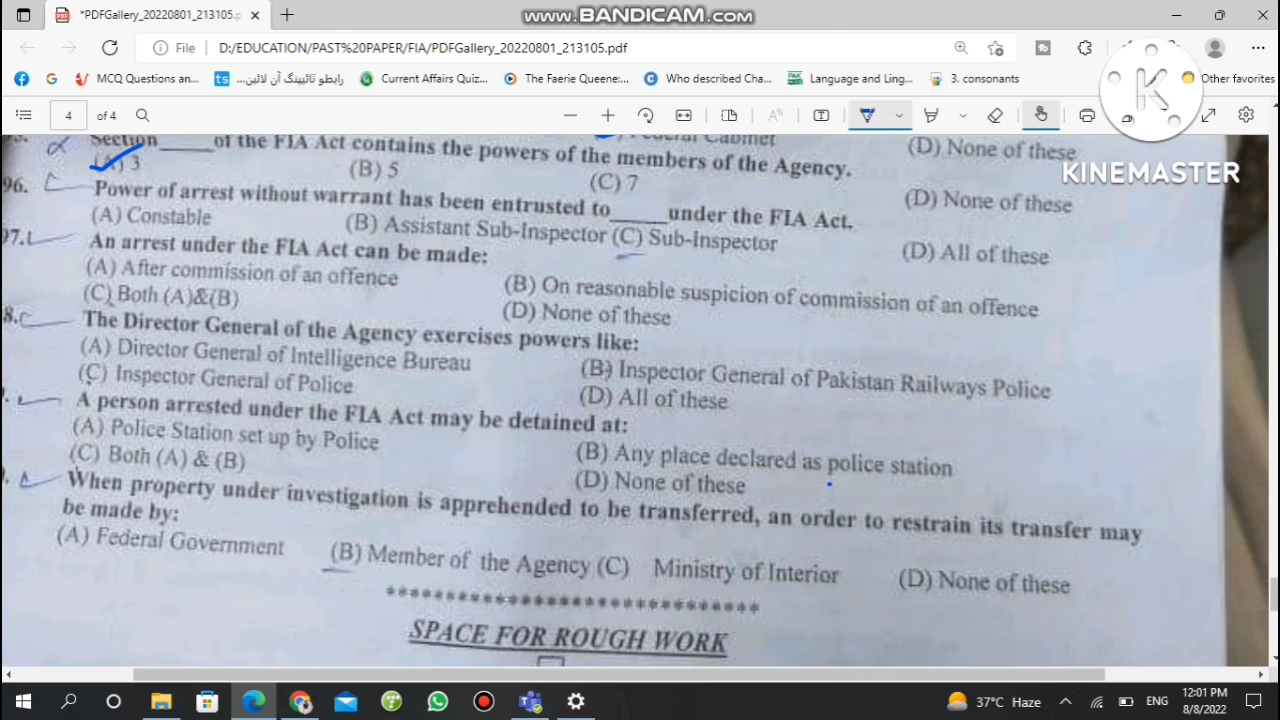 www.BANDICAM.com
*PDFGallery_20220801_213105.p
File D:/EDUCATION/PAST%20PAPER/FIA/PDFGallery_20220801_213105.pdf
MCQ Questions an... رابطو ٹائپنگ آن لائین... Current Affairs Quiz... The Faerie Queene:... Who described Cha... Language and Ling... 3. consonants Other favorites
4 of 4
KINEMASTER
Federal Cabinet (D) None of these
Section_____of the FIA Act contains the powers of the members of the Agency.
(A) 3 (B) 5 (C) 7 (D) None of these
96. Power of arrest without warrant has been entrusted to_____under the FIA Act.
(A) Constable (B) Assistant Sub-Inspector (C) Sub-Inspector (D) All of these
97. An arrest under the FIA Act can be made:
(A) After commission of an offence (B) On reasonable suspicion of commission of an offence
(C) Both (A)&(B) (D) None of these
8. The Director General of the Agency exercises powers like:
(A) Director General of Intelligence Bureau (B) Inspector General of Pakistan Railways Police
(C) Inspector General of Police (D) All of these
A person arrested under the FIA Act may be detained at:
(A) Police Station set up by Police (B) Any place declared as police station
(C) Both (A) & (B) (D) None of these
When property under investigation is apprehended to be transferred, an order to restrain its transfer may
be made by:
(A) Federal Government (B) Member of the Agency (C) Ministry of Interior (D) None of these
****************************
SPACE FOR ROUGH WORK
37°C Haze ENG 12:01 PM
8/8/2022